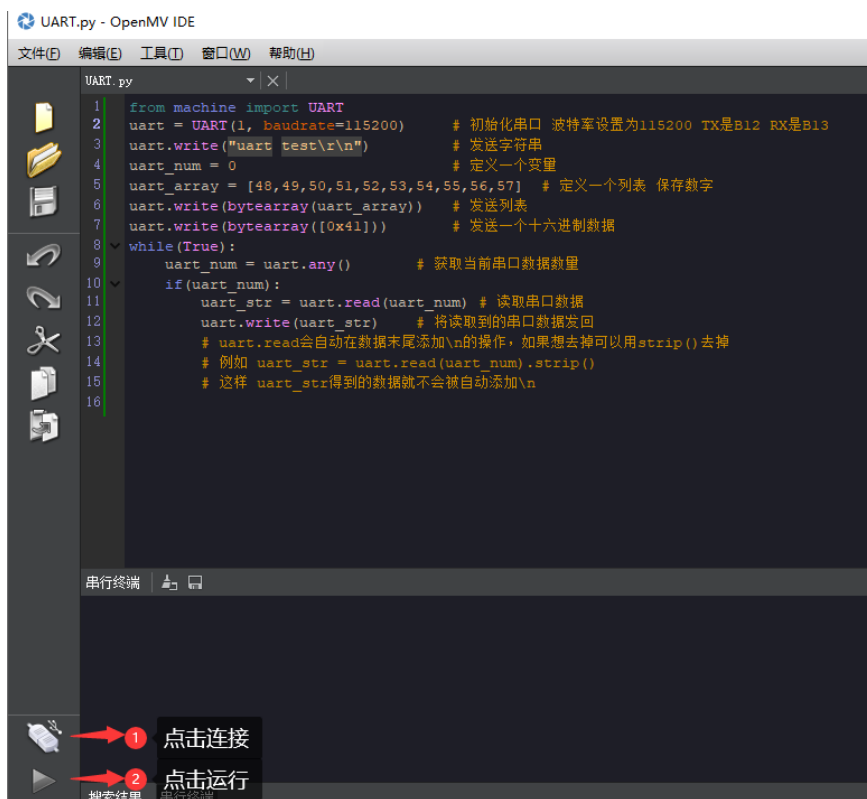 UART.py - OpenMV IDE
文件(F) 编辑(E) 工具(T) 窗口(W) 帮助(H)
UART.py
1 from machine import UART
2 uart = UART(1, baudrate=115200) # 初始化串口 波特率设置为115200 TX是B12 RX是B13
3 uart.write("uart test\r\n") # 发送字符串
4 uart_num = 0 # 定义一个变量
5 uart_array = [48,49,50,51,52,53,54,55,56,57] # 定义一个列表 保存数字
6 uart.write(bytearray(uart_array)) # 发送列表
7 uart.write(bytearray([0x41])) # 发送一个十六进制数据
8 while(True):
9 uart_num = uart.any() # 获取当前串口数据数量
10 if(uart_num):
11 uart_str = uart.read(uart_num) # 读取串口数据
12 uart.write(uart_str) # 将读取到的串口数据发回
13 # uart.read会自动在数据末尾添加\n的操作，如果想去掉可以用strip()去掉
14 # 例如 uart_str = uart.read(uart_num).strip()
15 # 这样 uart_str得到的数据就不会被自动添加\n
16
串行终端
1 点击连接
2 点击运行
搜索结果 串行终端